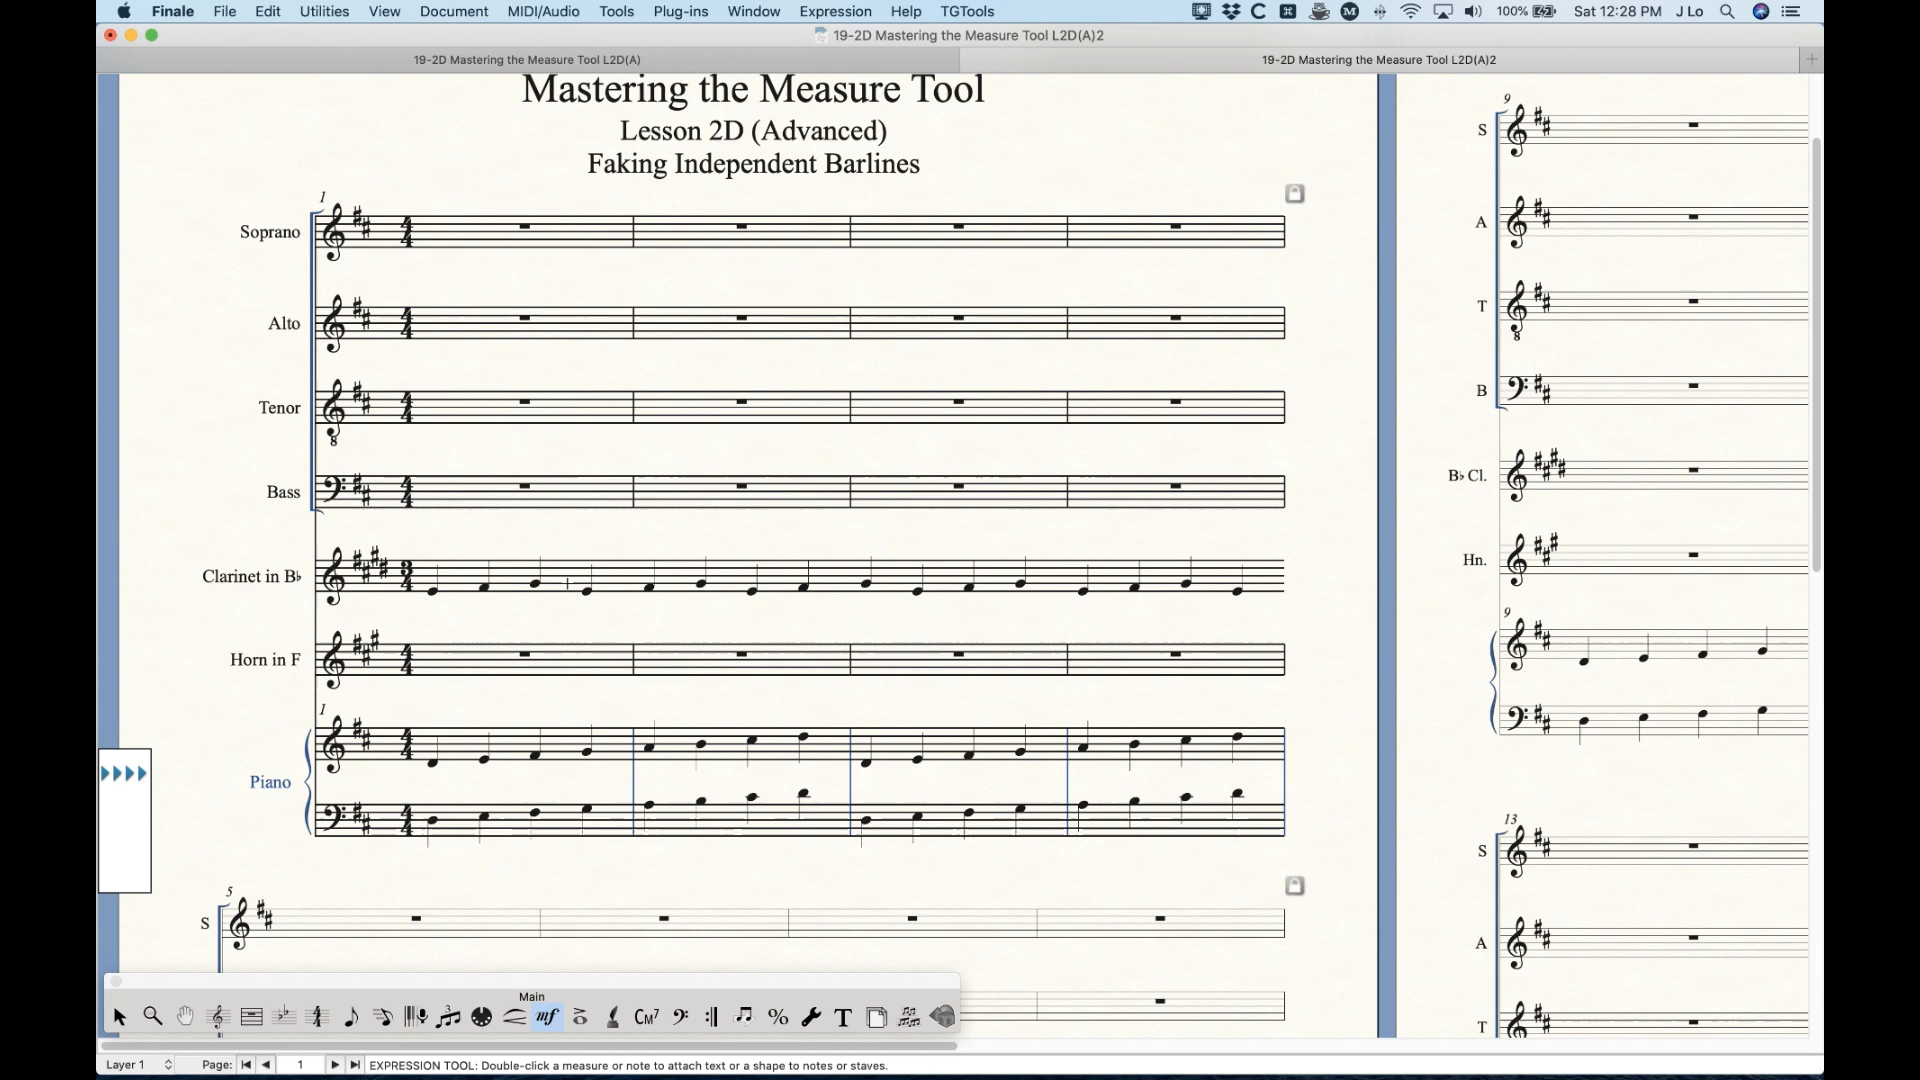 Finale File Edit Utilities View Document MIDI/Audio Tools Plug-ins Window Expression Help TGTools 100% Sat 12:28 PM J Lo
19-2D Mastering the Measure Tool L2D(A)2
19-2D Mastering the Measure Tool L2D(A)
19-2D Mastering the Measure Tool L2D(A)2
Mastering the Measure Tool
Lesson 2D (Advanced)
Faking Independent Barlines
1
Soprano
Alto
Tenor
8
Bass
Clarinet in B♭
Horn in F
1
Piano
5
S
9
S
A
T
8
B
B♭ Cl.
Hn.
9
13
S
A
T
Main
mf
CM7
T
%
Layer 1 Page: 1 EXPRESSION TOOL: Double-click a measure or note to attach text or a shape to notes or staves.